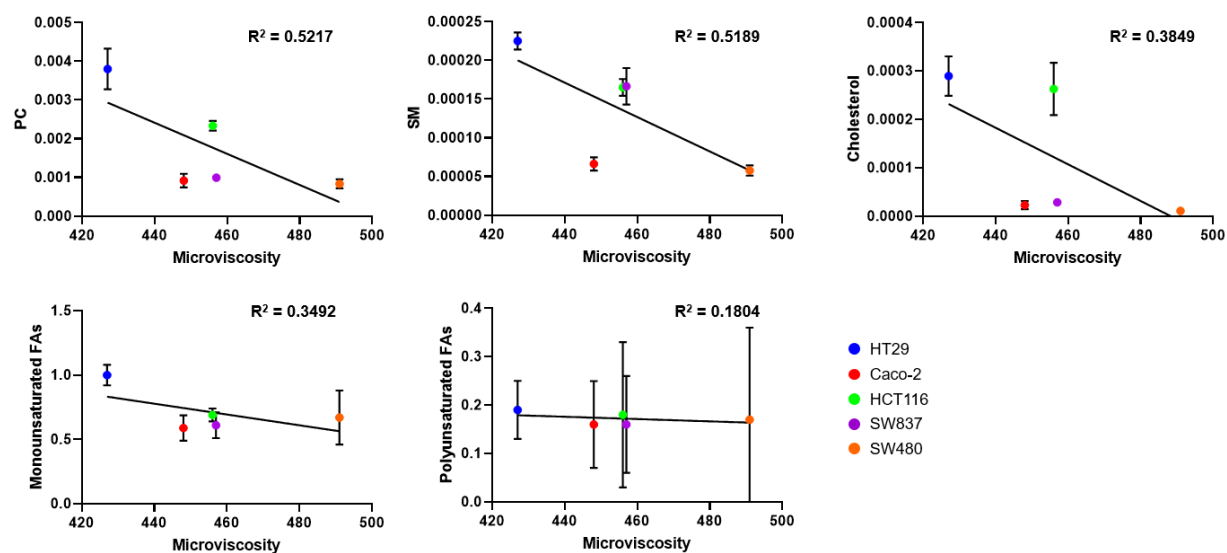 R² = 0.5217
PC
0.005
0.004
0.003
0.002
0.001
0.000
420 440 460 480 500
Microviscosity
R² = 0.5189
SM
0.00025
0.00020
0.00015
0.00010
0.00005
0.00000
420 440 460 480 500
Microviscosity
R² = 0.3849
Cholesterol
0.0004
0.0003
0.0002
0.0001
0.0000
420 440 460 480 500
Microviscosity
R² = 0.3492
Monounsaturated FAs
1.5
1.0
0.5
0.0
420 440 460 480 500
Microviscosity
R² = 0.1804
Polyunsaturated FAs
0.4
0.3
0.2
0.1
0.0
420 440 460 480 500
Microviscosity
HT29
Caco-2
HCT116
SW837
SW480